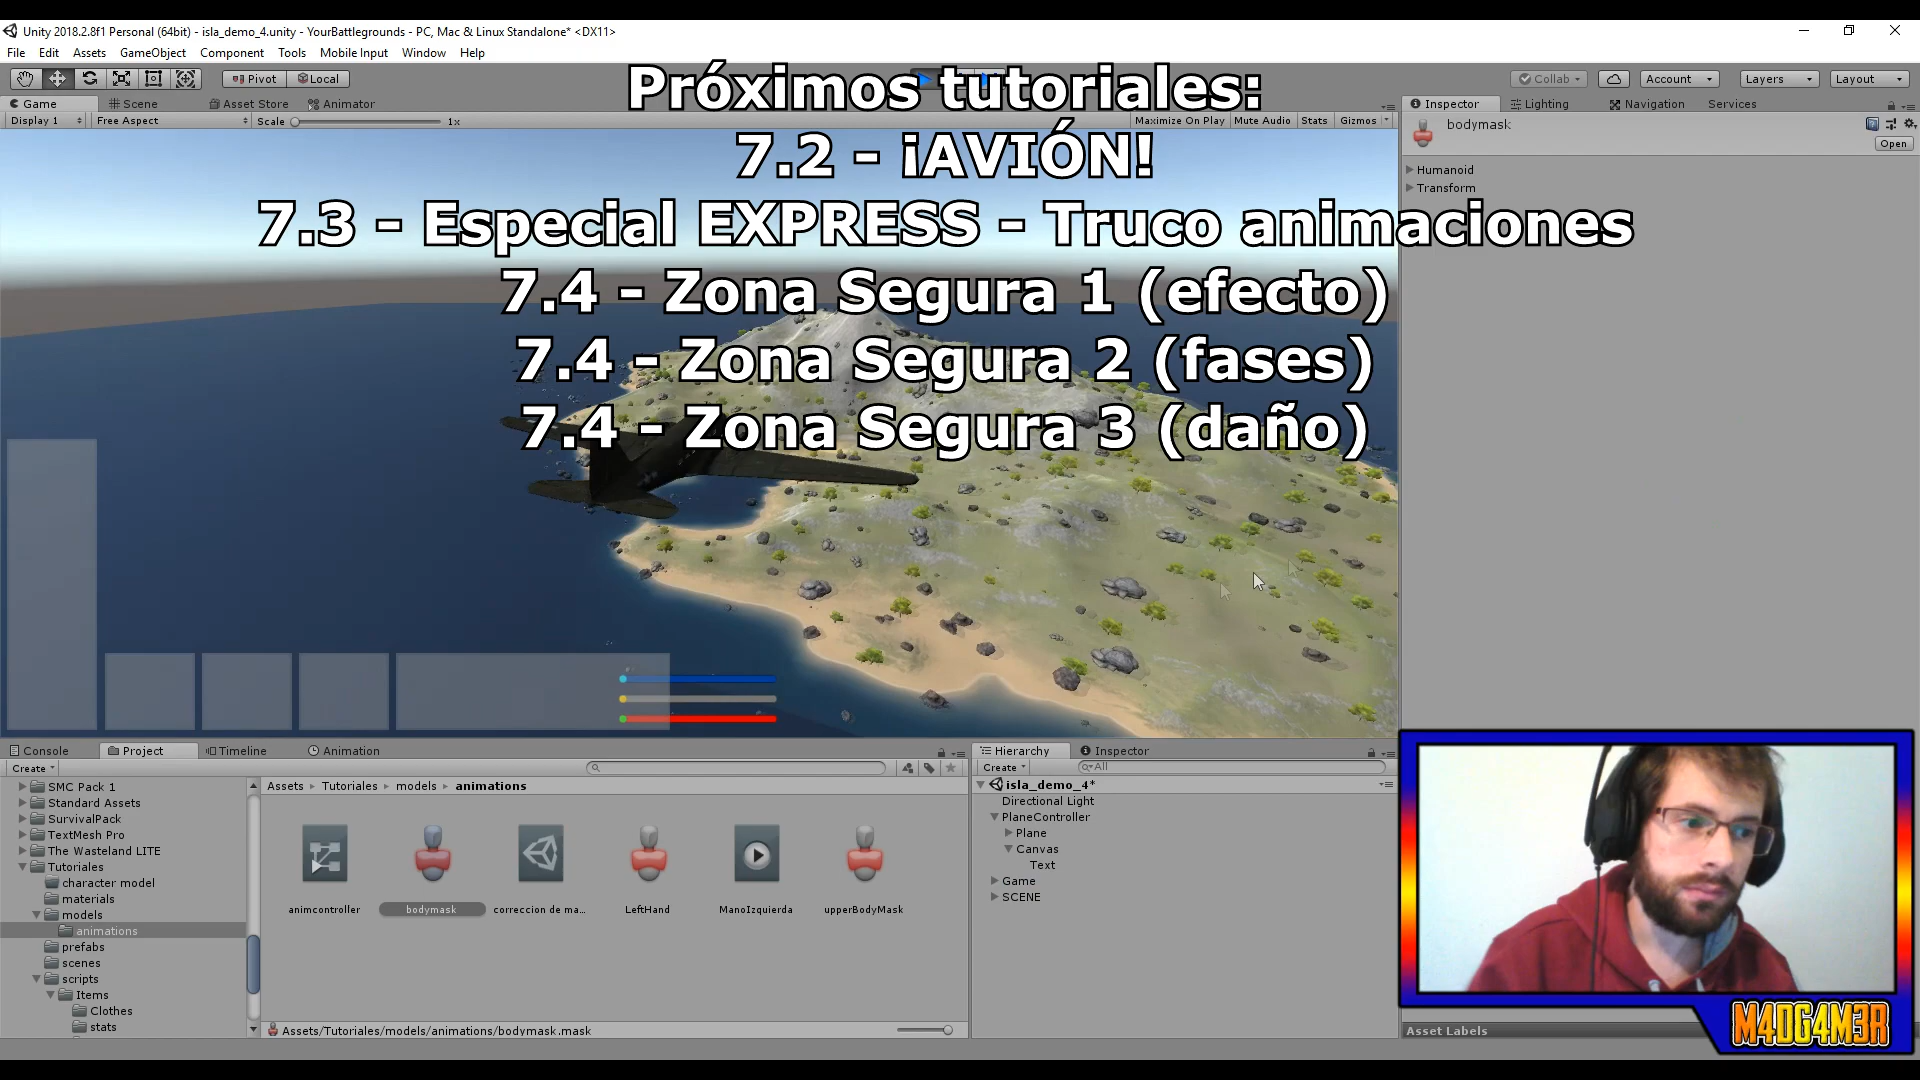 Unity 2018.2.8f1 Personal (64bit) - isla_demo_4.unity - YourBattlegrounds - PC, Mac & Linux Standalone* <DX11>
File Edit Assets GameObject Component Tools Mobile Input Window Help
Pivot Local Collab Account Layers Layout
Próximos tutoriales:
7.2 - ¡AVIÓN!
7.3 - Especial EXPRESS - Truco animaciones
7.4 - Zona Segura 1 (efecto)
7.4 - Zona Segura 2 (fases)
7.4 - Zona Segura 3 (daño)
Game Scene Asset Store Animator
Display 1 Free Aspect Scale 1x Maximize On Play Mute Audio Stats Gizmos
Inspector Lighting Navigation Services
bodymask
Open
Humanoid
Transform
Console Project Timeline Animation
Create
SMC Pack 1
Standard Assets
SurvivalPack
TextMesh Pro
The Wasteland LITE
Tutoriales
character model
materials
models
animations
prefabs
scenes
scripts
Items
Clothes
stats
Assets Tutoriales models animations
animcontroller bodymask correccion de ma... LeftHand ManoIzquierda upperBodyMask
Assets/Tutoriales/models/animations/bodymask.mask
Hierarchy Inspector
Create All
isla_demo_4*
Directional Light
PlaneController
Plane
Canvas
Text
Game
SCENE
Asset Labels
M4DG4M3R